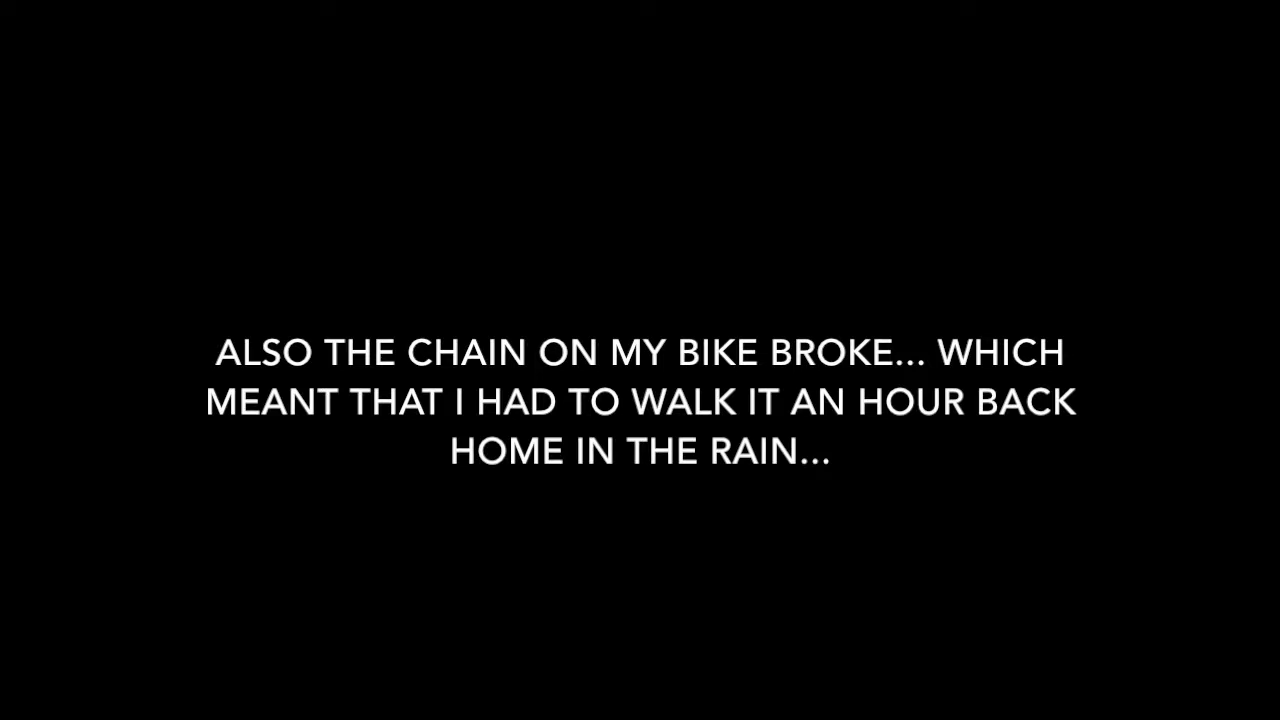 ALSO THE CHAIN ON MY BIKE BROKE... WHICH
MEANT THAT I HAD TO WALK IT AN HOUR BACK
HOME IN THE RAIN...